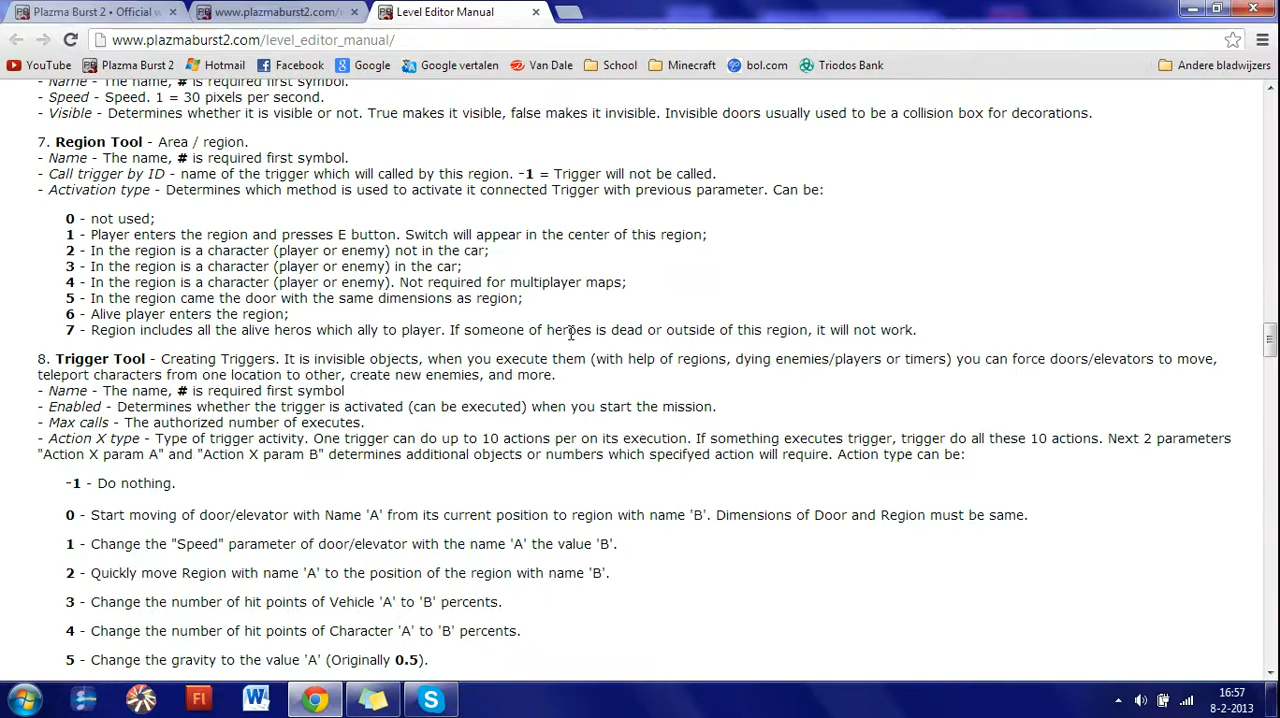 Plazma Burst 2 • Official w
www.plazmaburst2.com/
Level Editor Manual
www.plazmaburst2.com/level_editor_manual/
YouTube Plazma Burst 2 Hotmail Facebook Google Google vertalen Van Dale School Minecraft bol.com Triodos Bank Andere bladwijzers
- Name - The name, # is required first symbol.
- Speed - Speed. 1 = 30 pixels per second.
- Visible - Determines whether it is visible or not. True makes it visible, false makes it invisible. Invisible doors usually used to be a collision box for decorations.
7. Region Tool - Area / region.
- Name - The name, # is required first symbol.
- Call trigger by ID - name of the trigger which will called by this region. -1 = Trigger will not be called.
- Activation type - Determines which method is used to activate it connected Trigger with previous parameter. Can be:
0 - not used;
1 - Player enters the region and presses E button. Switch will appear in the center of this region;
2 - In the region is a character (player or enemy) not in the car;
3 - In the region is a character (player or enemy) in the car;
4 - In the region is a character (player or enemy). Not required for multiplayer maps;
5 - In the region came the door with the same dimensions as region;
6 - Alive player enters the region;
7 - Region includes all the alive heros which ally to player. If someone of heroes is dead or outside of this region, it will not work.
8. Trigger Tool - Creating Triggers. It is invisible objects, when you execute them (with help of regions, dying enemies/players or timers) you can force doors/elevators to move,
teleport characters from one location to other, create new enemies, and more.
- Name - The name, # is required first symbol
- Enabled - Determines whether the trigger is activated (can be executed) when you start the mission.
- Max calls - The authorized number of executes.
- Action X type - Type of trigger activity. One trigger can do up to 10 actions per on its execution. If something executes trigger, trigger do all these 10 actions. Next 2 parameters
"Action X param A" and "Action X param B" determines additional objects or numbers which specifyed action will require. Action type can be:
-1 - Do nothing.
0 - Start moving of door/elevator with Name 'A' from its current position to region with name 'B'. Dimensions of Door and Region must be same.
1 - Change the "Speed" parameter of door/elevator with the name 'A' the value 'B'.
2 - Quickly move Region with name 'A' to the position of the region with name 'B'.
3 - Change the number of hit points of Vehicle 'A' to 'B' percents.
4 - Change the number of hit points of Character 'A' to 'B' percents.
5 - Change the gravity to the value 'A' (Originally 0.5).
16:57
8-2-2013